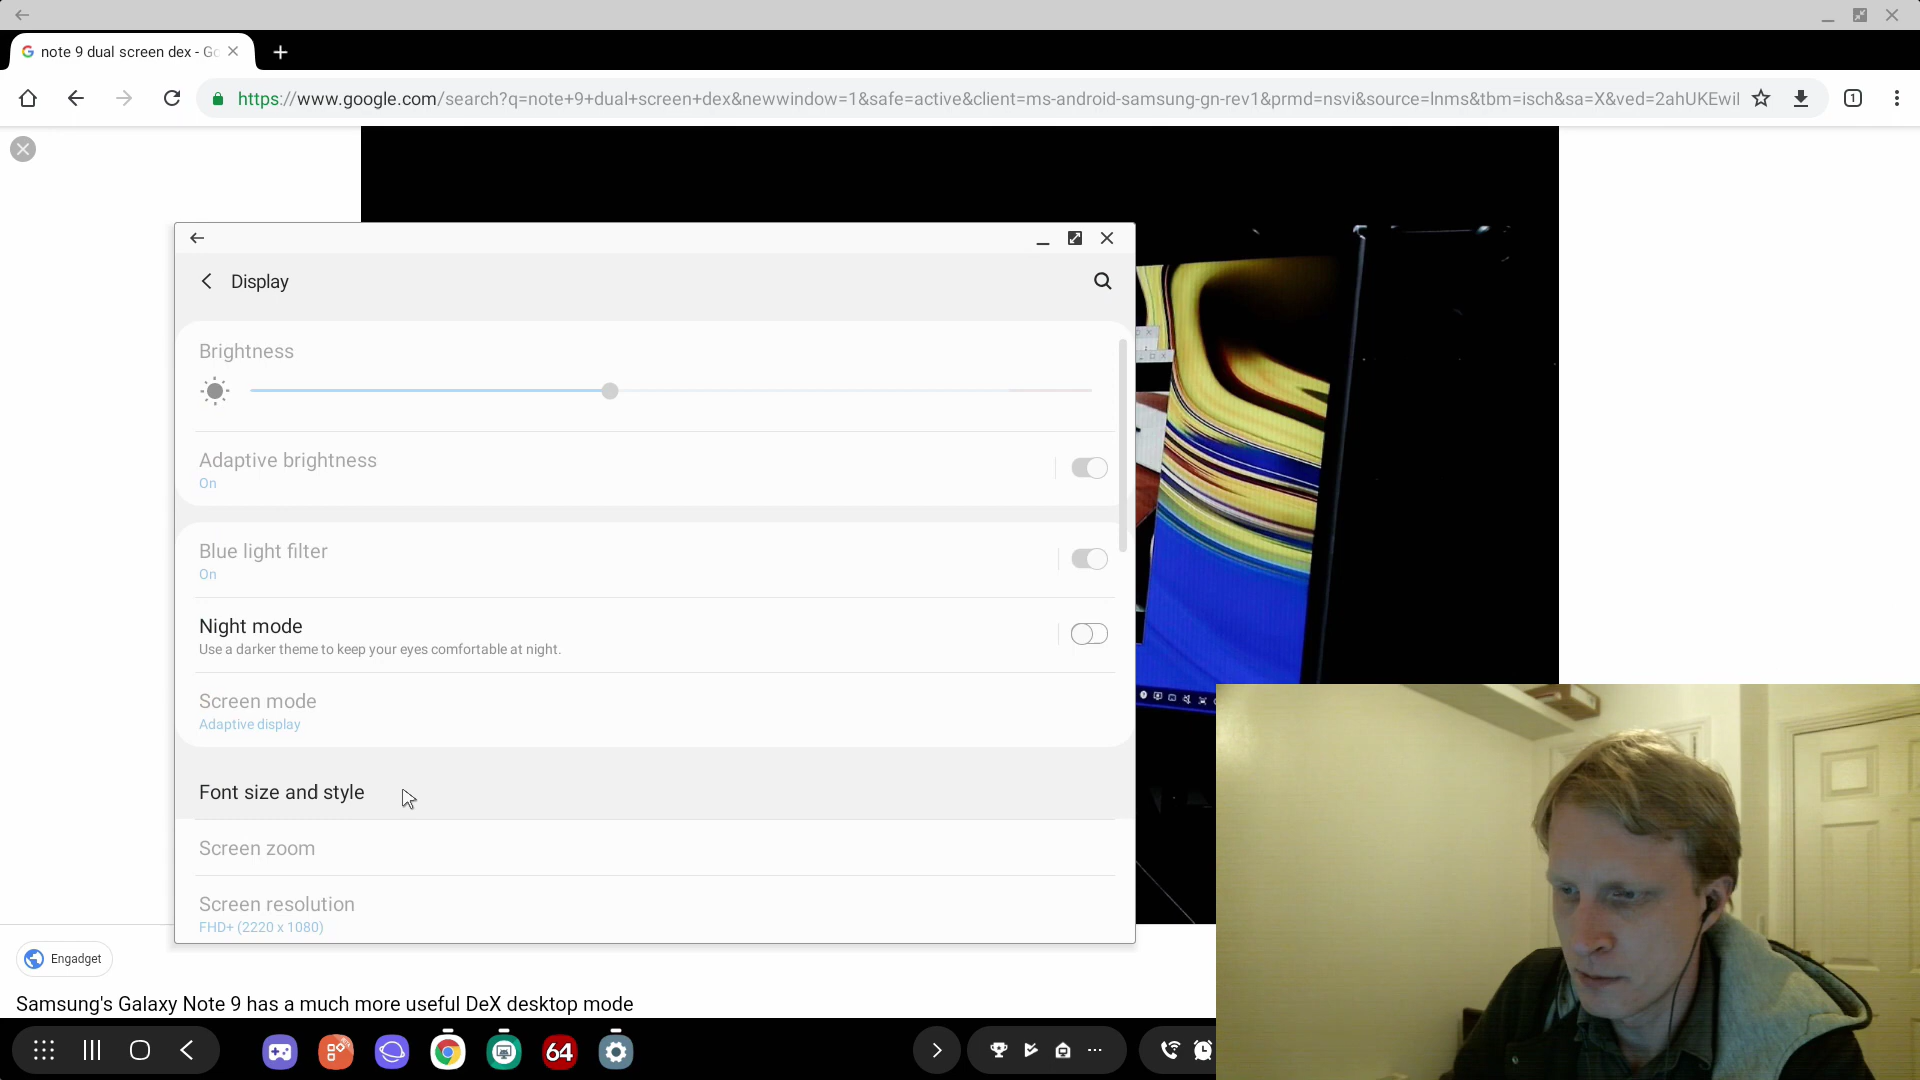 note 9 dual screen dex - Go
https://www.google.com/search?q=note+9+dual+screen+dex&newwindow=1&safe=active&client=ms-android-samsung-gn-rev1&prmd=nsvi&source=lnms&tbm=isch&sa=X&ved=2ahUKEwil
1
Display
Brightness
Adaptive brightness
On
Blue light filter
On
Night mode
Use a darker theme to keep your eyes comfortable at night.
Screen mode
Adaptive display
Font size and style
Screen zoom
Screen resolution
FHD+ (2220 x 1080)
Engadget
Samsung's Galaxy Note 9 has a much more useful DeX desktop mode
64